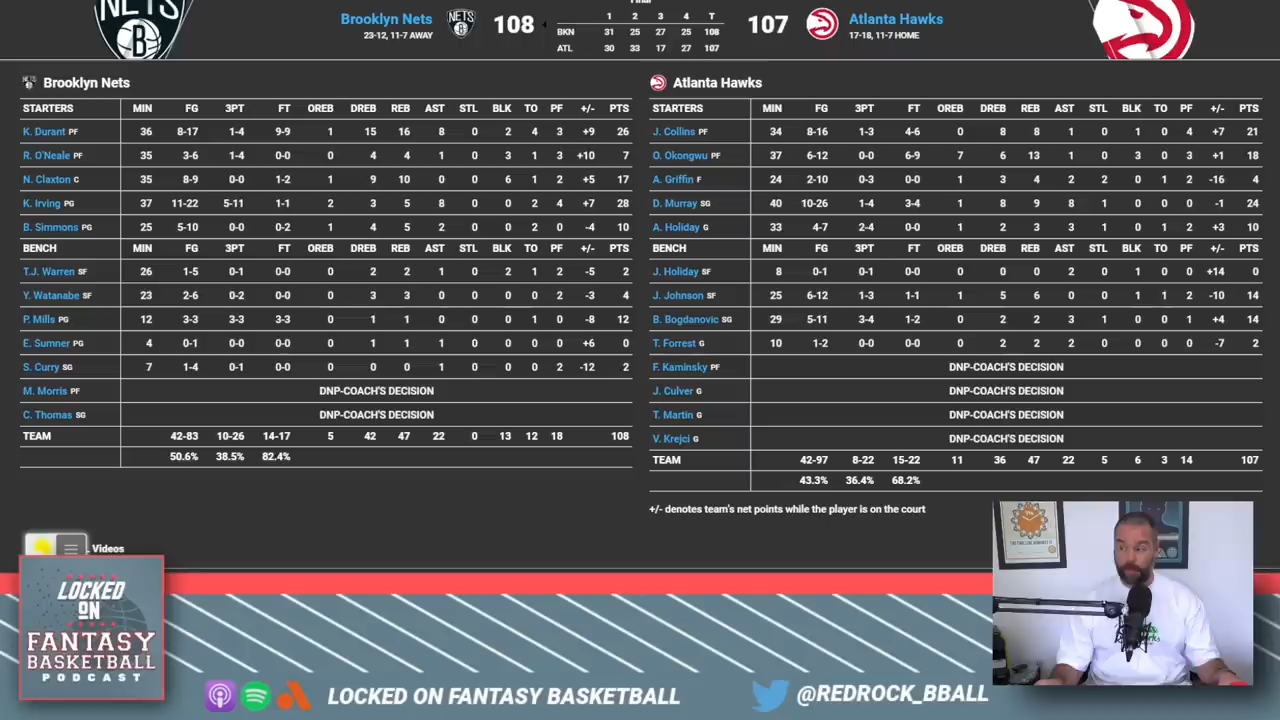 NETS
B
Final
Brooklyn Nets
23-12, 11-7 AWAY
NETS
B
108
1 2 3 4 T
BKN 31 25 27 25 108
ATL 30 33 17 27 107
107
Atlanta Hawks
17-18, 11-7 HOME
Brooklyn Nets
STARTERS MIN FG 3PT FT OREB DREB REB AST STL BLK TO PF +/- PTS
K. Durant PF 36 8-17 1-4 9-9 1 15 16 8 0 2 4 3 +9 26
R. O'Neale PF 35 3-6 1-4 0-0 0 4 4 1 0 3 1 3 +10 7
N. Claxton C 35 8-9 0-0 1-2 1 9 10 0 0 6 1 2 +5 17
K. Irving PG 37 11-22 5-11 1-1 2 3 5 8 0 0 2 4 +7 28
B. Simmons PG 25 5-10 0-0 0-2 1 4 5 2 0 0 2 2 -4 10
BENCH MIN FG 3PT FT OREB DREB REB AST STL BLK TO PF +/- PTS
T.J. Warren SF 26 1-5 0-1 0-0 0 2 2 1 0 2 1 2 -5 2
Y. Watanabe SF 23 2-6 0-2 0-0 0 3 3 0 0 0 0 2 -3 4
P. Mills PG 12 3-3 3-3 3-3 0 1 1 0 0 0 1 0 -8 12
E. Sumner PG 4 0-1 0-0 0-0 0 1 1 1 0 0 0 0 +6 0
S. Curry SG 7 1-4 0-1 0-0 0 0 0 1 0 0 0 2 -12 2
M. Morris PF DNP-COACH'S DECISION
C. Thomas SG DNP-COACH'S DECISION
TEAM 42-83 10-26 14-17 5 42 47 22 0 13 12 18 108
50.6% 38.5% 82.4%
Atlanta Hawks
STARTERS MIN FG 3PT FT OREB DREB REB AST STL BLK TO PF +/- PTS
J. Collins PF 34 8-16 1-3 4-6 0 8 8 1 0 1 0 4 +7 21
O. Okongwu PF 37 6-12 0-0 6-9 7 6 13 1 0 3 0 3 +1 18
A. Griffin F 24 2-10 0-3 0-0 1 3 4 2 2 0 1 2 -16 4
D. Murray SG 40 10-26 1-4 3-4 1 8 9 8 1 0 0 2 -1 24
A. Holiday G 33 4-7 2-4 0-0 1 2 3 3 1 0 1 2 +3 10
BENCH MIN FG 3PT FT OREB DREB REB AST STL BLK TO PF +/- PTS
J. Holiday SF 8 0-1 0-1 0-0 0 0 0 2 0 1 0 0 +14 0
J. Johnson SF 25 6-12 1-3 1-1 1 5 6 0 0 1 1 2 -10 14
B. Bogdanovic SG 29 5-11 3-4 1-2 0 2 2 3 1 0 0 1 +4 14
T. Forrest G 10 1-2 0-0 0-0 0 2 2 2 0 0 0 0 -7 2
F. Kaminsky PF DNP-COACH'S DECISION
J. Culver G DNP-COACH'S DECISION
T. Martin G DNP-COACH'S DECISION
V. Krejci G DNP-COACH'S DECISION
TEAM 42-97 8-22 15-22 11 36 47 22 5 6 3 14 107
43.3% 36.4% 68.2%
+/- denotes team's net points while the player is on the court
Videos
LOCKED
ON
FANTASY
BASKETBALL
PODCAST
LOCKED ON FANTASY BASKETBALL
@REDROCK_BBALL